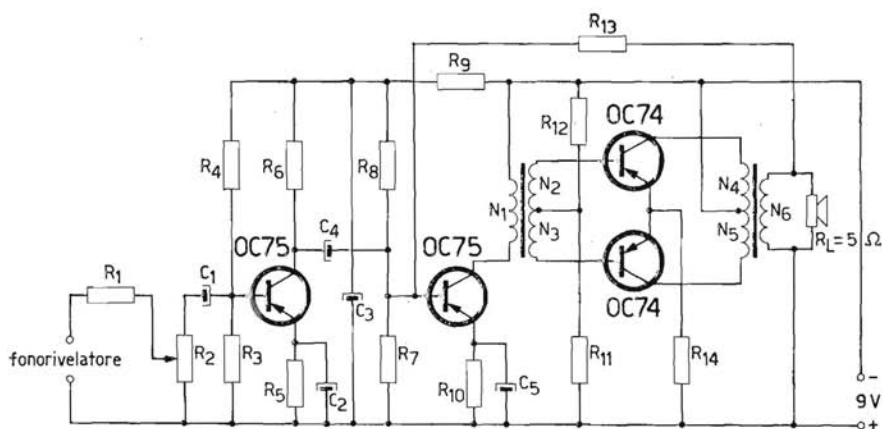 R13
R9
OC74
R12
R4
R6
R8
N2
N4
N1
N6
N3
N5
C4
OC75
OC75
RL=5 Ω
R1
C1
C3
OC74
fonorivelatore
R2
R3
R7
R11
R14
R5
C2
R10
C5
-
9V
+